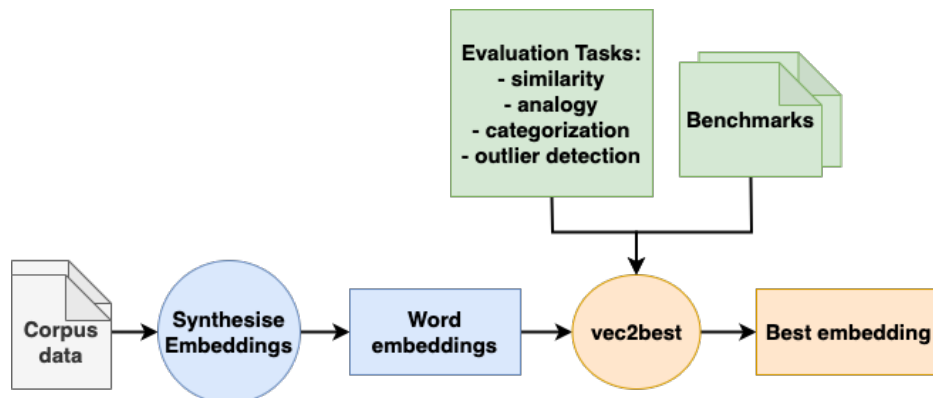 Evaluation Tasks:
- similarity
- analogy
- categorization
- outlier detection
Benchmarks
Corpus
data
Synthesise
Embeddings
Word
embeddings
vec2best
Best embedding